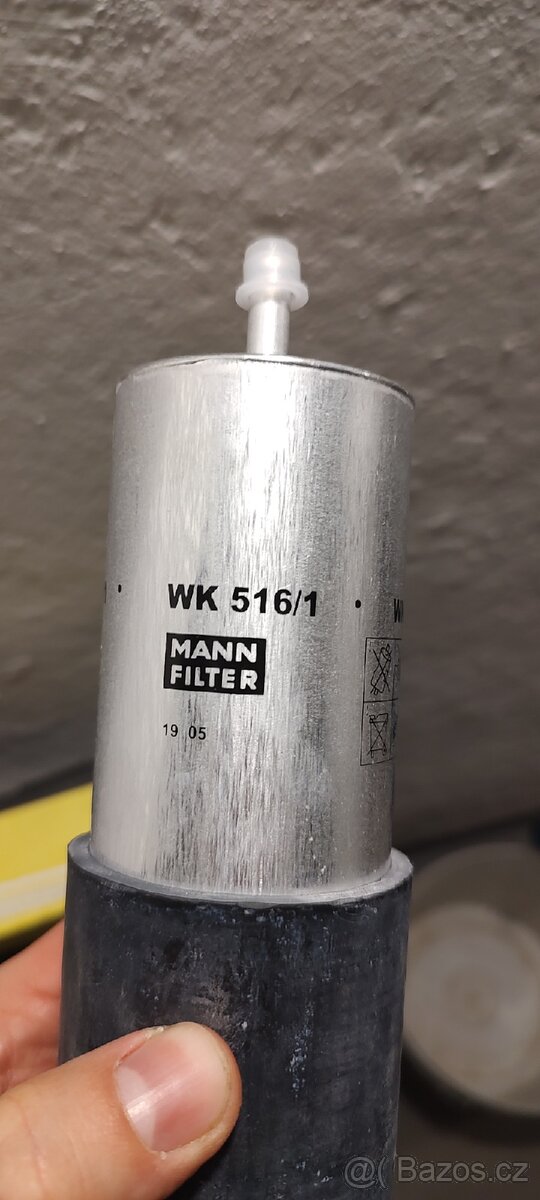 WK 516/1
MANN
FILTER
19 05
@( Bazos.cz